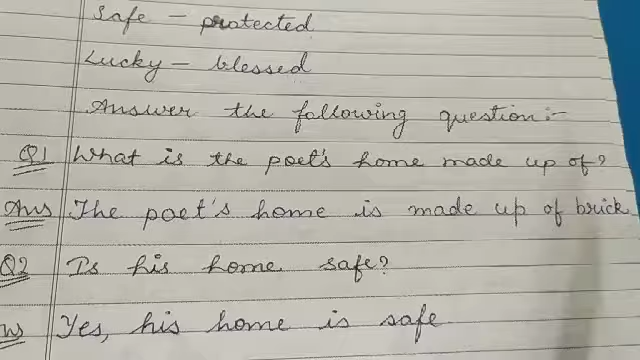 Safe - protected
Lucky - blessed
Answer the following question:-
Q1 What is the poet's home made up of?
Ans The poet's home is made up of brick
Q2 Is his home safe?
ns Yes, his home is safe